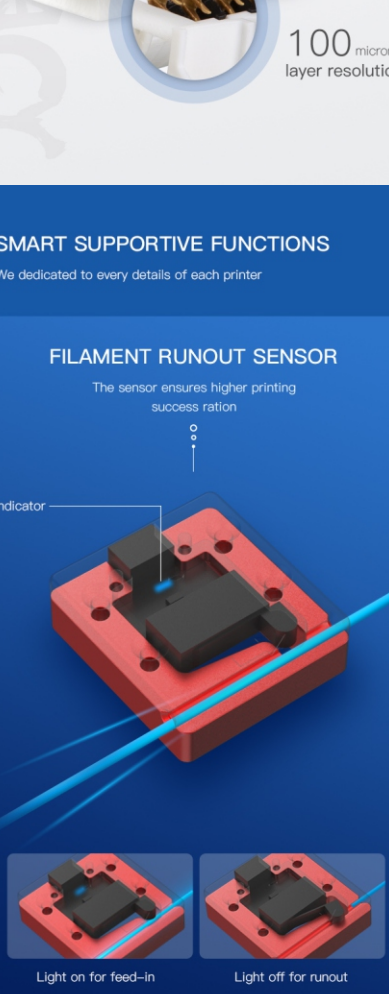 100 micron
layer resolutio
SMART SUPPORTIVE FUNCTIONS
We dedicated to every details of each printer
FILAMENT RUNOUT SENSOR
The sensor ensures higher printing
success ration
ndicator
Light on for feed-in
Light off for runout